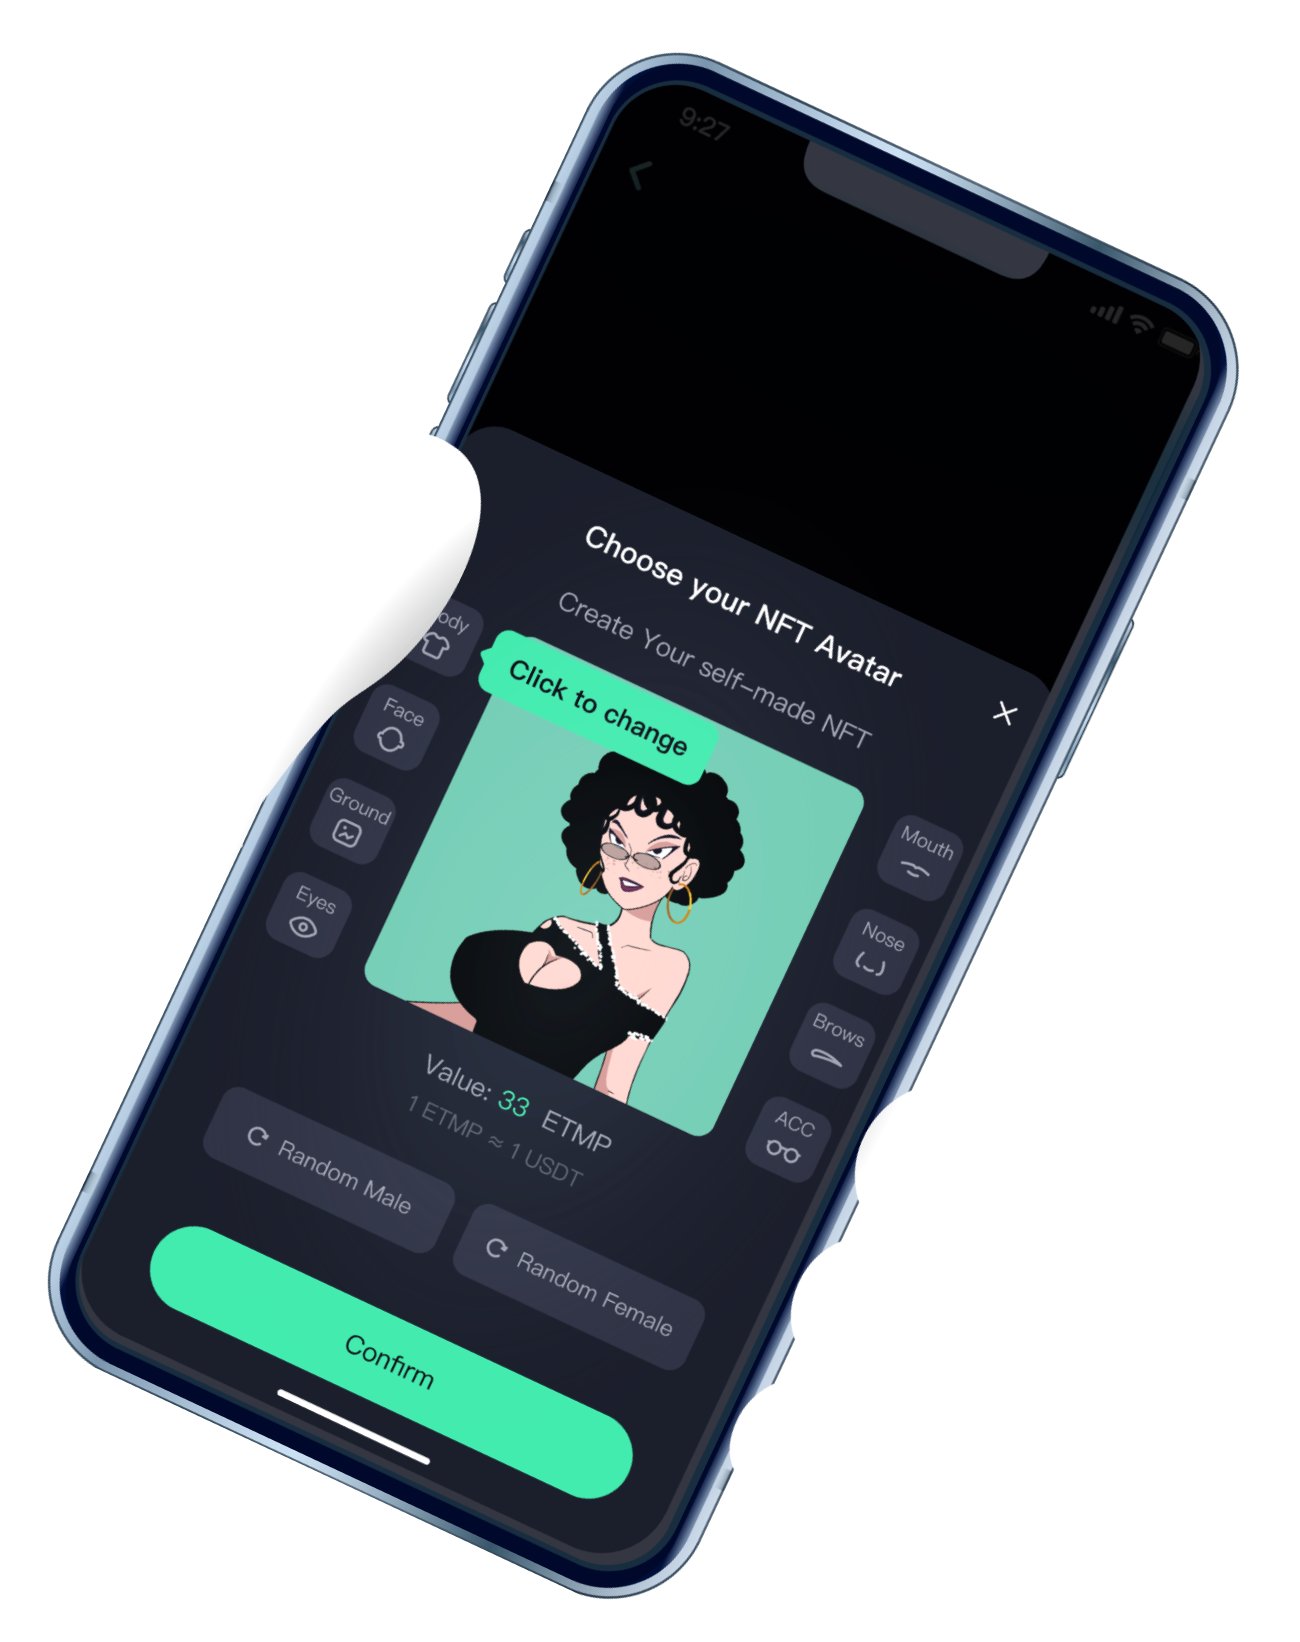 9:27
Choose your NFT Avatar
Create Your self-made NFT
ody
Click to change
Face
Ground
Eyes
Mouth
Nose
Brows
ACC
Value: 33 ETMP
1 ETMP ≈ 1 USDT
Random Male
Random Female
Confirm